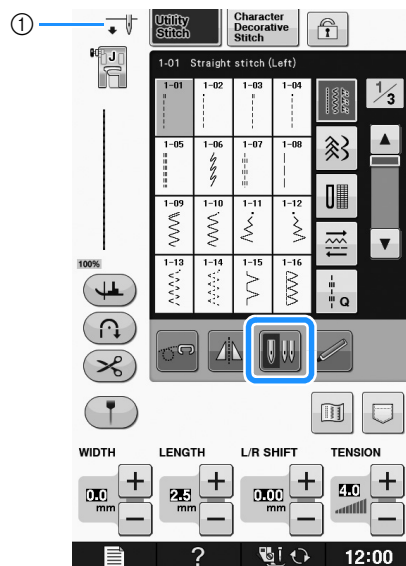 ①
Utility Stitch
Character Decorative Stitch
J
1-01 Straight stitch (Left)
1/3
1-01 1-02 1-03 1-04
1-05 1-06 1-07 1-08
1-09 1-10 1-11 1-12
1-13 1-14 1-15 1-16
Q
100%
WIDTH LENGTH L/R SHIFT TENSION
0.0 mm 2.5 mm 0.00 mm 4.0
+ + + +
− − − −
? 12:00